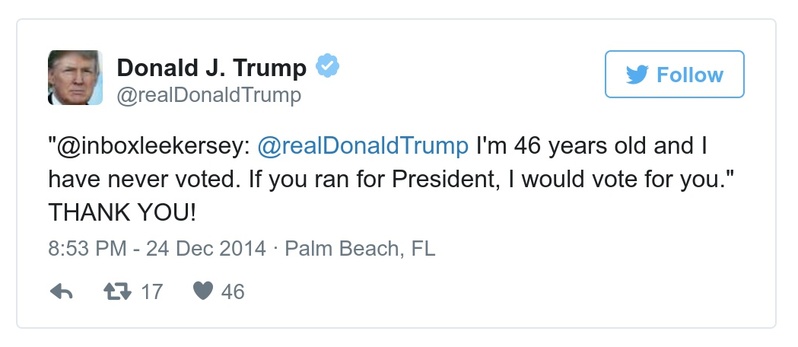 Donald J. Trump
@realDonaldTrump
Follow
"@inboxleekersey: @realDonaldTrump I'm 46 years old and I
have never voted. If you ran for President, I would vote for you."
THANK YOU!
8:53 PM - 24 Dec 2014 · Palm Beach, FL
17 46